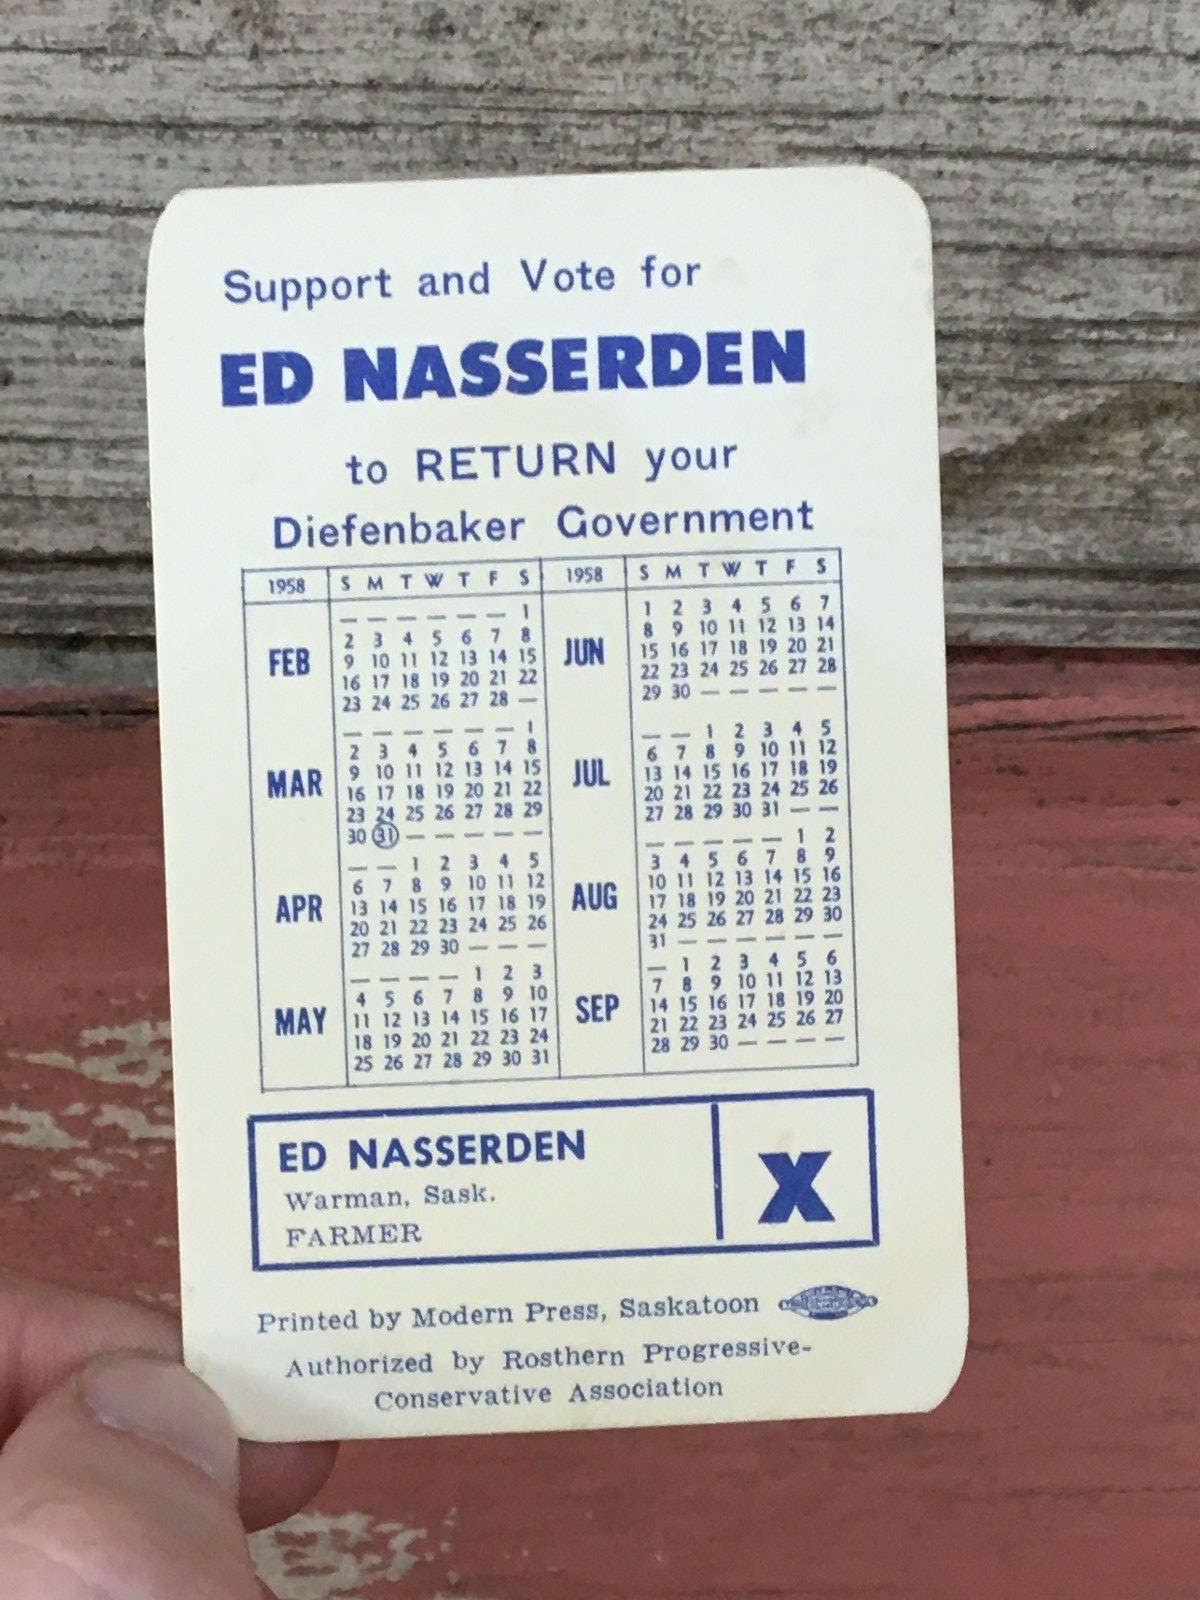 Support and Vote for
ED NASSERDEN
to RETURN your
Diefenbaker Government
1958 S M T W T F S
FEB
— — — — — — 1
2 3 4 5 6 7 8
9 10 11 12 13 14 15
16 17 18 19 20 21 22
23 24 25 26 27 28 —
MAR
— — — — — — 1
2 3 4 5 6 7 8
9 10 11 12 13 14 15
16 17 18 19 20 21 22
23 24 25 26 27 28 29
30 31 — — — — —
APR
— — 1 2 3 4 5
6 7 8 9 10 11 12
13 14 15 16 17 18 19
20 21 22 23 24 25 26
27 28 29 30 — — —
MAY
— — — — 1 2 3
4 5 6 7 8 9 10
11 12 13 14 15 16 17
18 19 20 21 22 23 24
25 26 27 28 29 30 31
1958 S M T W T F S
JUN
1 2 3 4 5 6 7
8 9 10 11 12 13 14
15 16 17 18 19 20 21
22 23 24 25 26 27 28
29 30 — — — — —
JUL
— — 1 2 3 4 5
6 7 8 9 10 11 12
13 14 15 16 17 18 19
20 21 22 23 24 25 26
27 28 29 30 31 — —
AUG
— — — — — 1 2
3 4 5 6 7 8 9
10 11 12 13 14 15 16
17 18 19 20 21 22 23
24 25 26 27 28 29 30
31 — — — — — —
SEP
— 1 2 3 4 5 6
7 8 9 10 11 12 13
14 15 16 17 18 19 20
21 22 23 24 25 26 27
28 29 30 — — — —
ED NASSERDEN
Warman, Sask.
FARMER
X
Printed by Modern Press, Saskatoon
Authorized by Rosthern Progressive-
Conservative Association